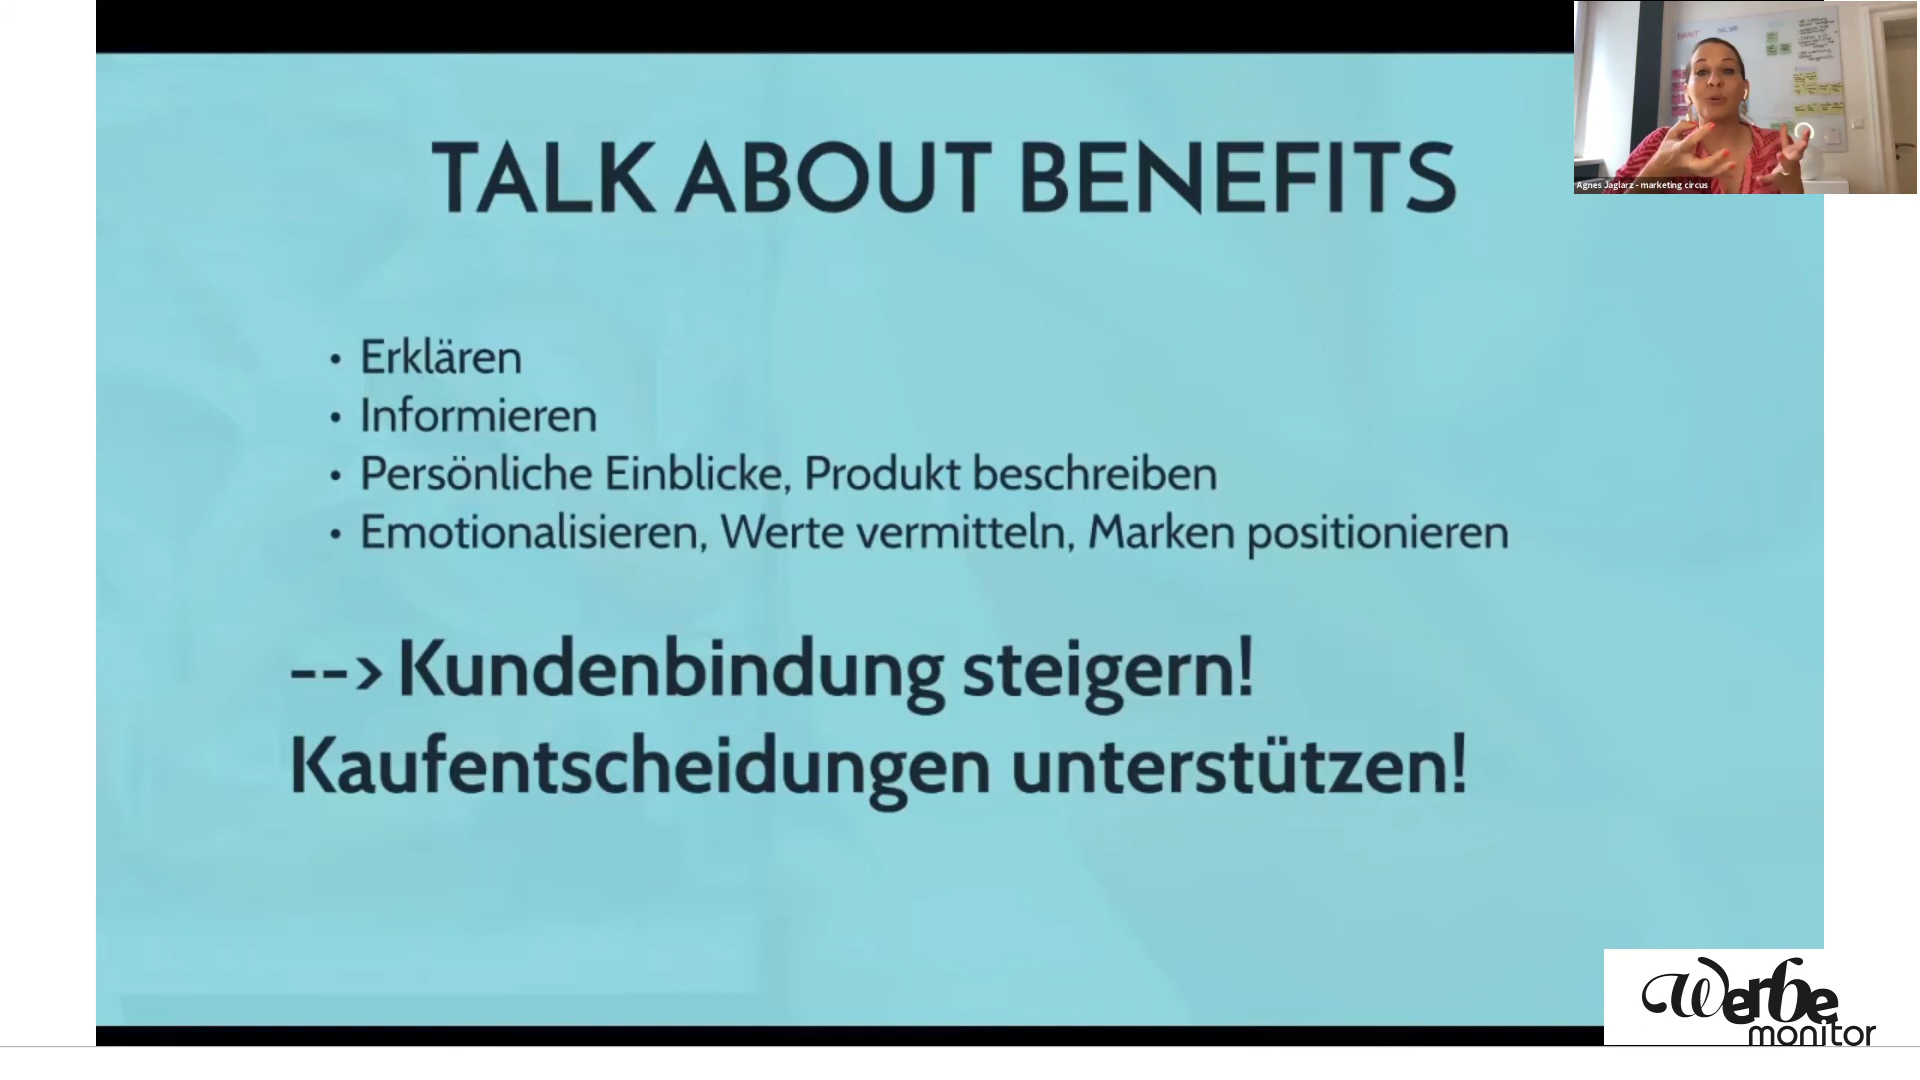 TALK ABOUT BENEFITS
• Erklären
• Informieren
• Persönliche Einblicke, Produkt beschreiben
• Emotionalisieren, Werte vermitteln, Marken positionieren
--> Kundenbindung steigern!
Kaufentscheidungen unterstützen!
Agnes Jaglarz - marketing circus
Werbe
monitor